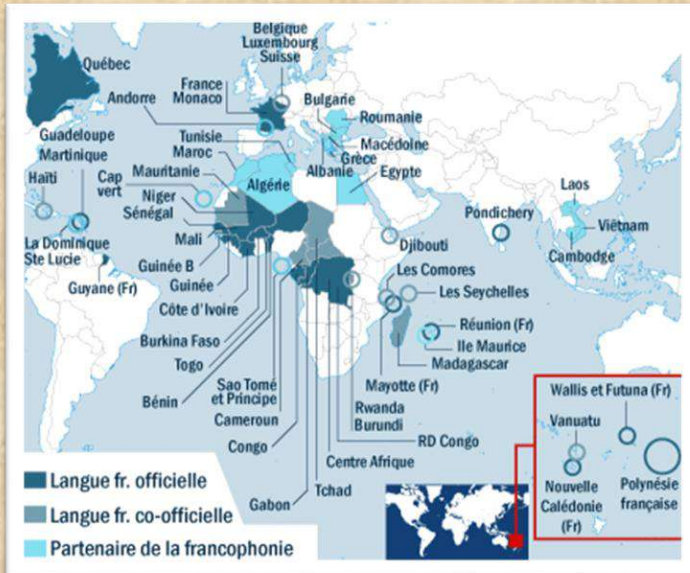 Belgique
Luxembourg
Suisse
Québec
France
Monaco
Andorre
Bulgarie
Roumanie
Guadeloupe
Martinique
Tunisie
Maroc
Macédoine
Grèce
Albanie
Egypte
Haïti
Cap
vert
Mauritanie
Algérie
Niger
Sénégal
Laos
Pondichery
Viêtnam
Cambodge
La Dominique
Ste Lucie
Mali
Djibouti
Guyane (Fr)
Guinée B
Guinée
Les Comores
Les Seychelles
Côte d'Ivoire
Réunion (Fr)
Ile Maurice
Burkina Faso
Madagascar
Togo
Mayotte (Fr)
Bénin
Sao Tomé
et Principe
Cameroun
Rwanda
Burundi
Congo
RD Congo
Centre Afrique
Tchad
Gabon
Wallis et Futuna (Fr)
Vanuatu
Nouvelle
Calédonie
(Fr)
Polynésie
française
Langue fr. officielle
Langue fr. co-officielle
Partenaire de la francophonie